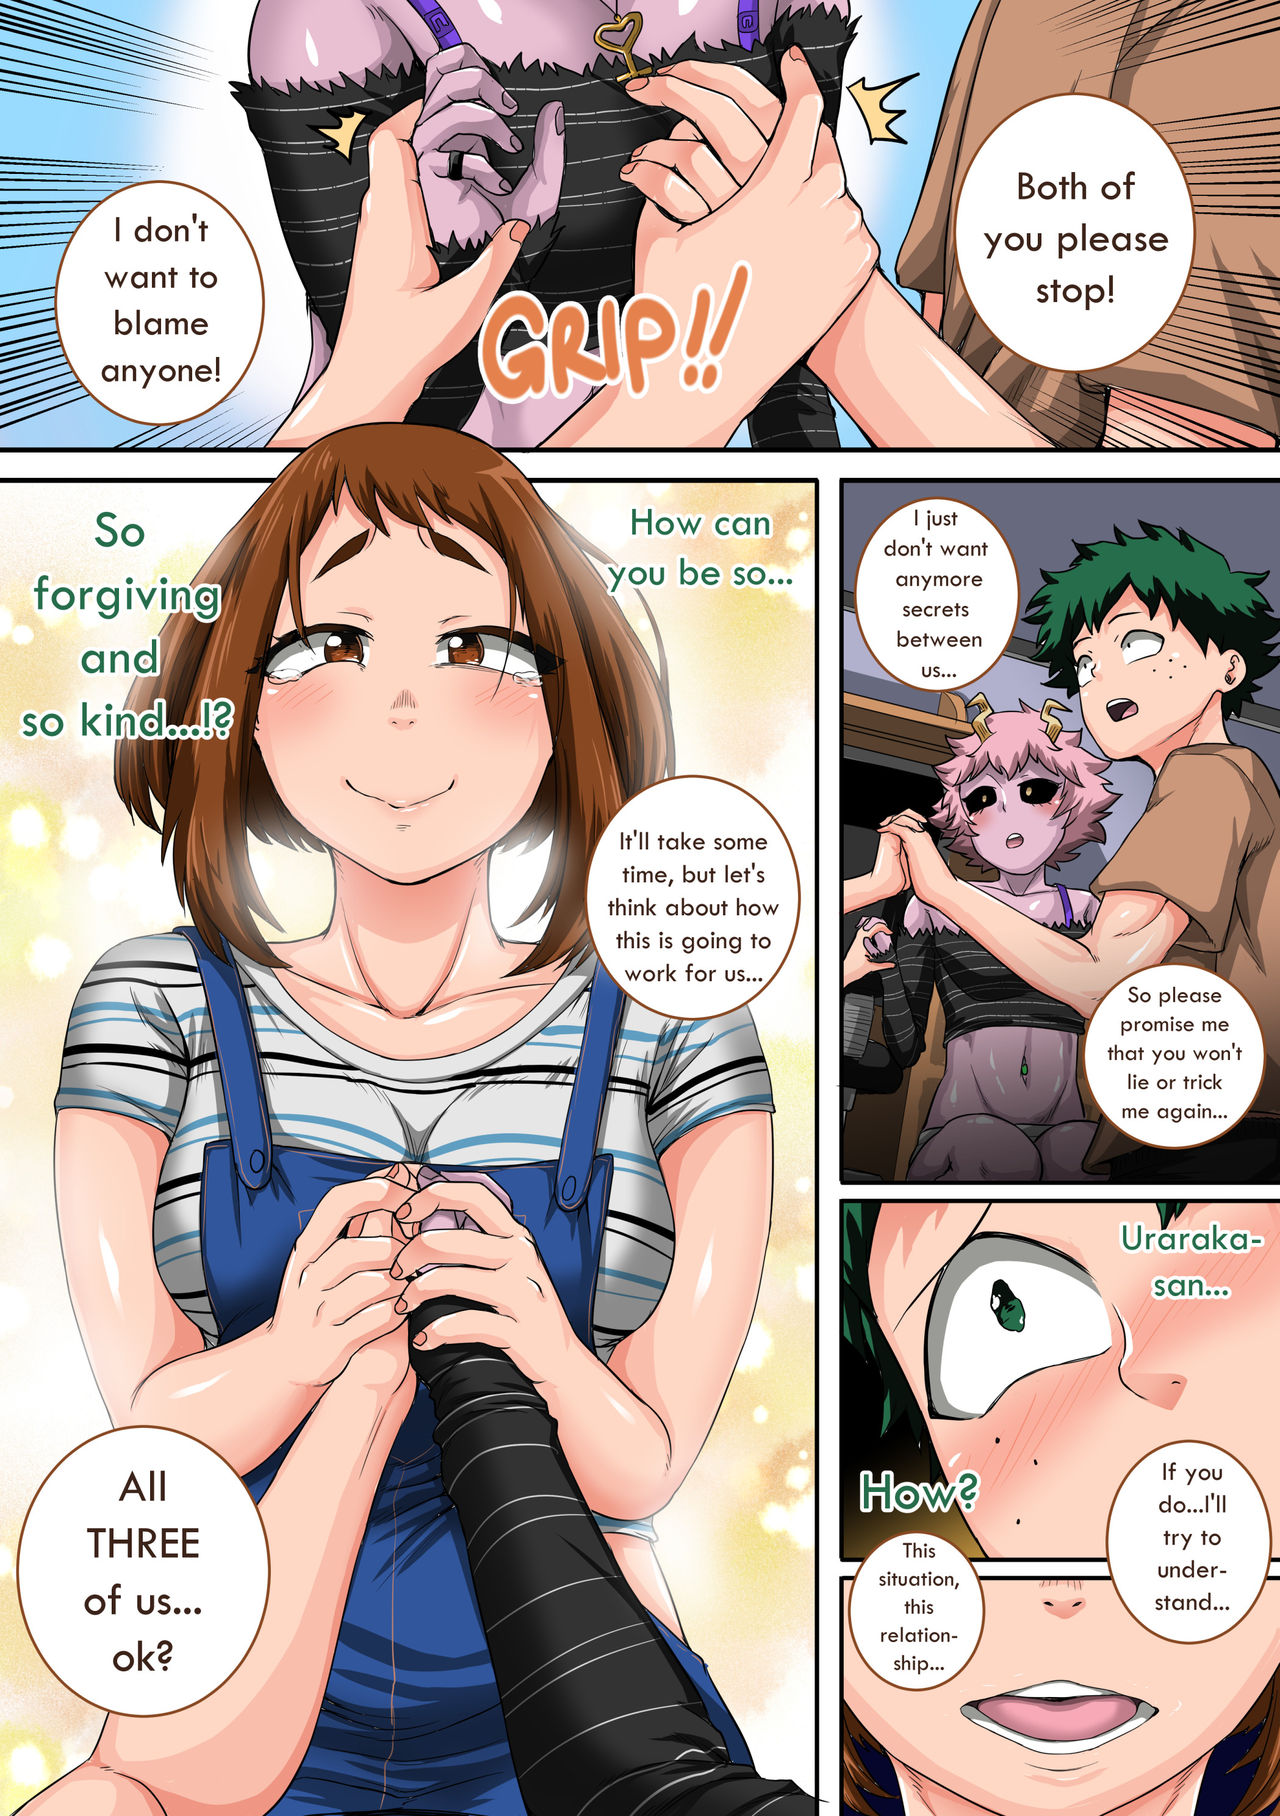 Both of
you please
stop!
GRIP!!
I don't
want to
blame
anyone!
I just
don't want
anymore
secrets
between
us...
So please
promise me
that you won't
lie or trick
me again...
Uraraka-
san...
How?
If you
do...I'll
try to
under-
stand...
This
situation,
this
relation-
ship...
How can
you be so...
So
forgiving
and
so kind...!?
It'll take some
time, but let's
think about how
this is going to
work for us...
All
THREE
of us...
ok?